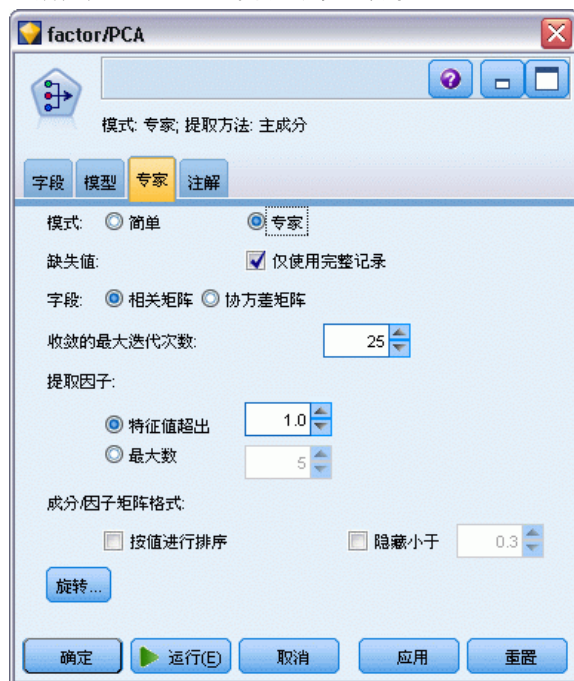 factor/PCA
模式: 专家; 提取方法: 主成分
字段 模型 专家 注解
模式: 简单 专家
缺失值: 仅使用完整记录
字段: 相关矩阵 协方差矩阵
收敛的最大迭代次数: 25
提取因子:
特征值超出 1.0
最大数 5
成分/因子矩阵格式:
按值进行排序 隐藏小于 0.3
旋转...
确定 运行(E) 取消 应用 重置